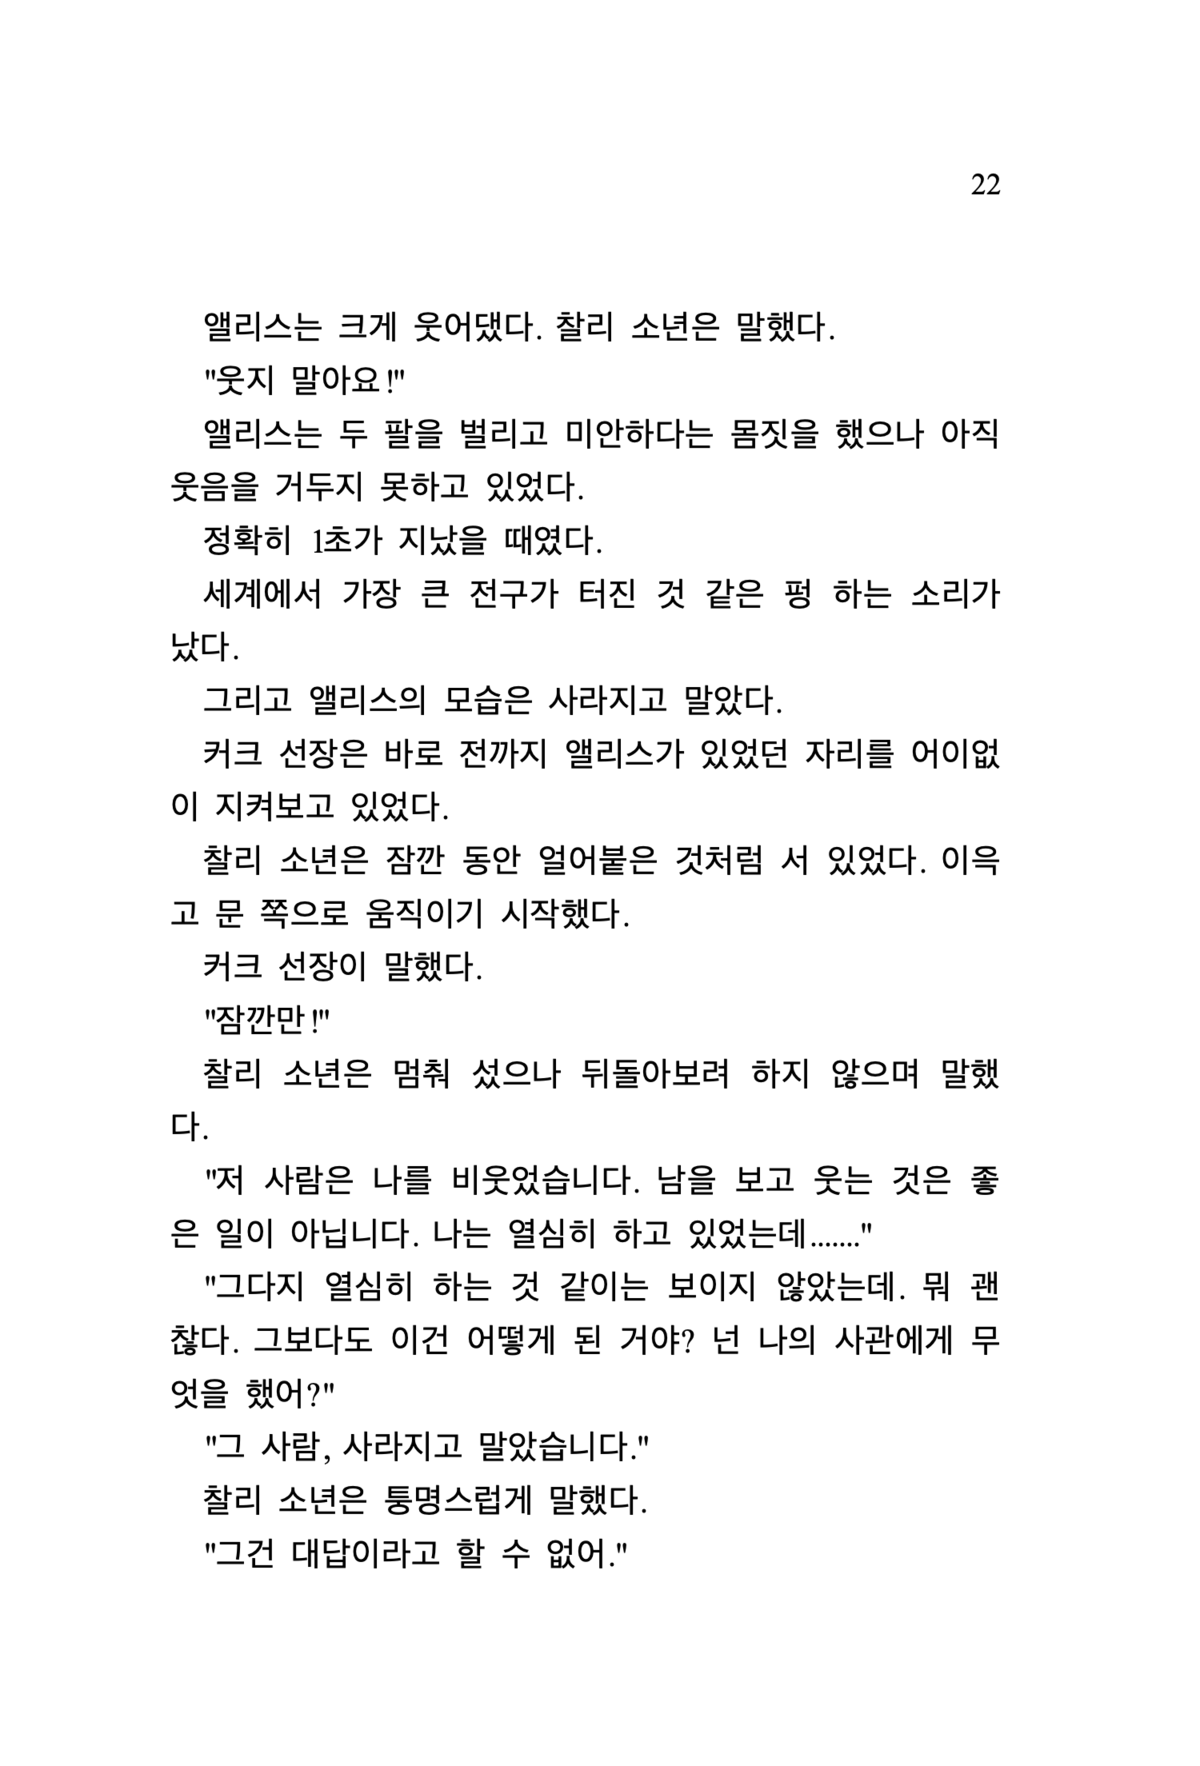 22
앨리스는 크게 웃어댔다. 찰리 소년은 말했다.
"웃지 말아요!"
앨리스는 두 팔을 벌리고 미안하다는 몸짓을 했으나 아직
웃음을 거두지 못하고 있었다.
정확히 1초가 지났을 때였다.
세계에서 가장 큰 전구가 터진 것 같은 펑 하는 소리가
났다.
그리고 앨리스의 모습은 사라지고 말았다.
커크 선장은 바로 전까지 앨리스가 있었던 자리를 어이없
이 지켜보고 있었다.
찰리 소년은 잠깐 동안 얼어붙은 것처럼 서 있었다. 이윽
고 문 쪽으로 움직이기 시작했다.
커크 선장이 말했다.
"잠깐만!"
찰리 소년은 멈춰 섰으나 뒤돌아보려 하지 않으며 말했
다.
"저 사람은 나를 비웃었습니다. 남을 보고 웃는 것은 좋
은 일이 아닙니다. 나는 열심히 하고 있었는데......."
"그다지 열심히 하는 것 같이는 보이지 않았는데. 뭐 괜
찮다. 그보다도 이건 어떻게 된 거야? 넌 나의 사관에게 무
엇을 했어?"
"그 사람, 사라지고 말았습니다."
찰리 소년은 퉁명스럽게 말했다.
"그건 대답이라고 할 수 없어."